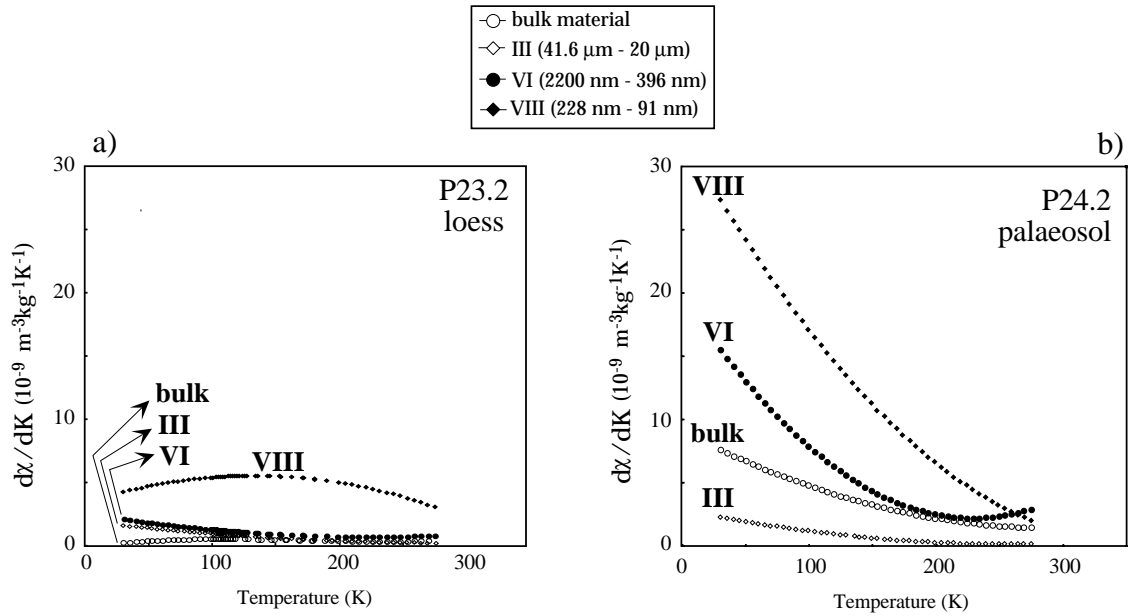 bulk material
III (41.6 µm - 20 µm)
VI (2200 nm - 396 nm)
VIII (228 nm - 91 nm)
a)
30
20
10
0
dχ/dK (10⁻⁹ m⁻³kg⁻¹K⁻¹)
P23.2
loess
bulk
III
VI
VIII
0
100
200
300
Temperature (K)
b)
30
20
10
0
dχ/dK (10⁻⁹ m⁻³kg⁻¹K⁻¹)
P24.2
palaeosol
VIII
VI
bulk
III
0
100
200
300
Temperature (K)